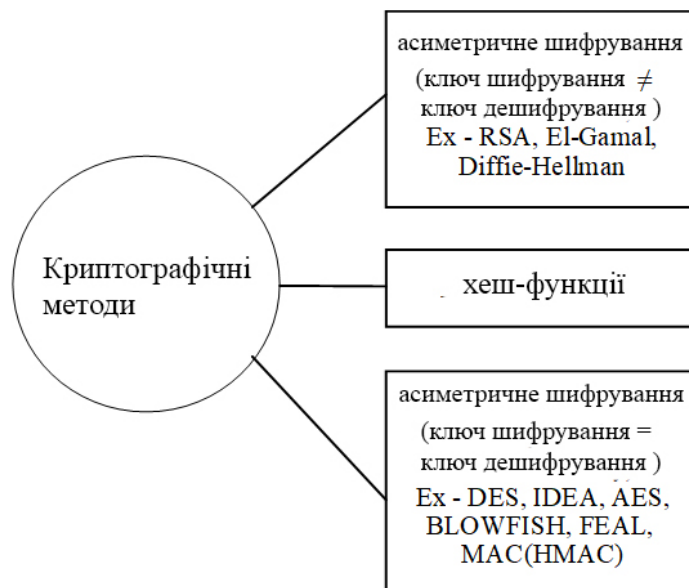 асиметричне шифрування
(ключ шифрування ≠
ключ дешифрування )
Ex - RSA, El-Gamal,
Diffie-Hellman
Криптографічні
методи
хеш-функції
асиметричне шифрування
(ключ шифрування =
ключ дешифрування )
Ex - DES, IDEA, AES,
BLOWFISH, FEAL,
MAC(HMAC)